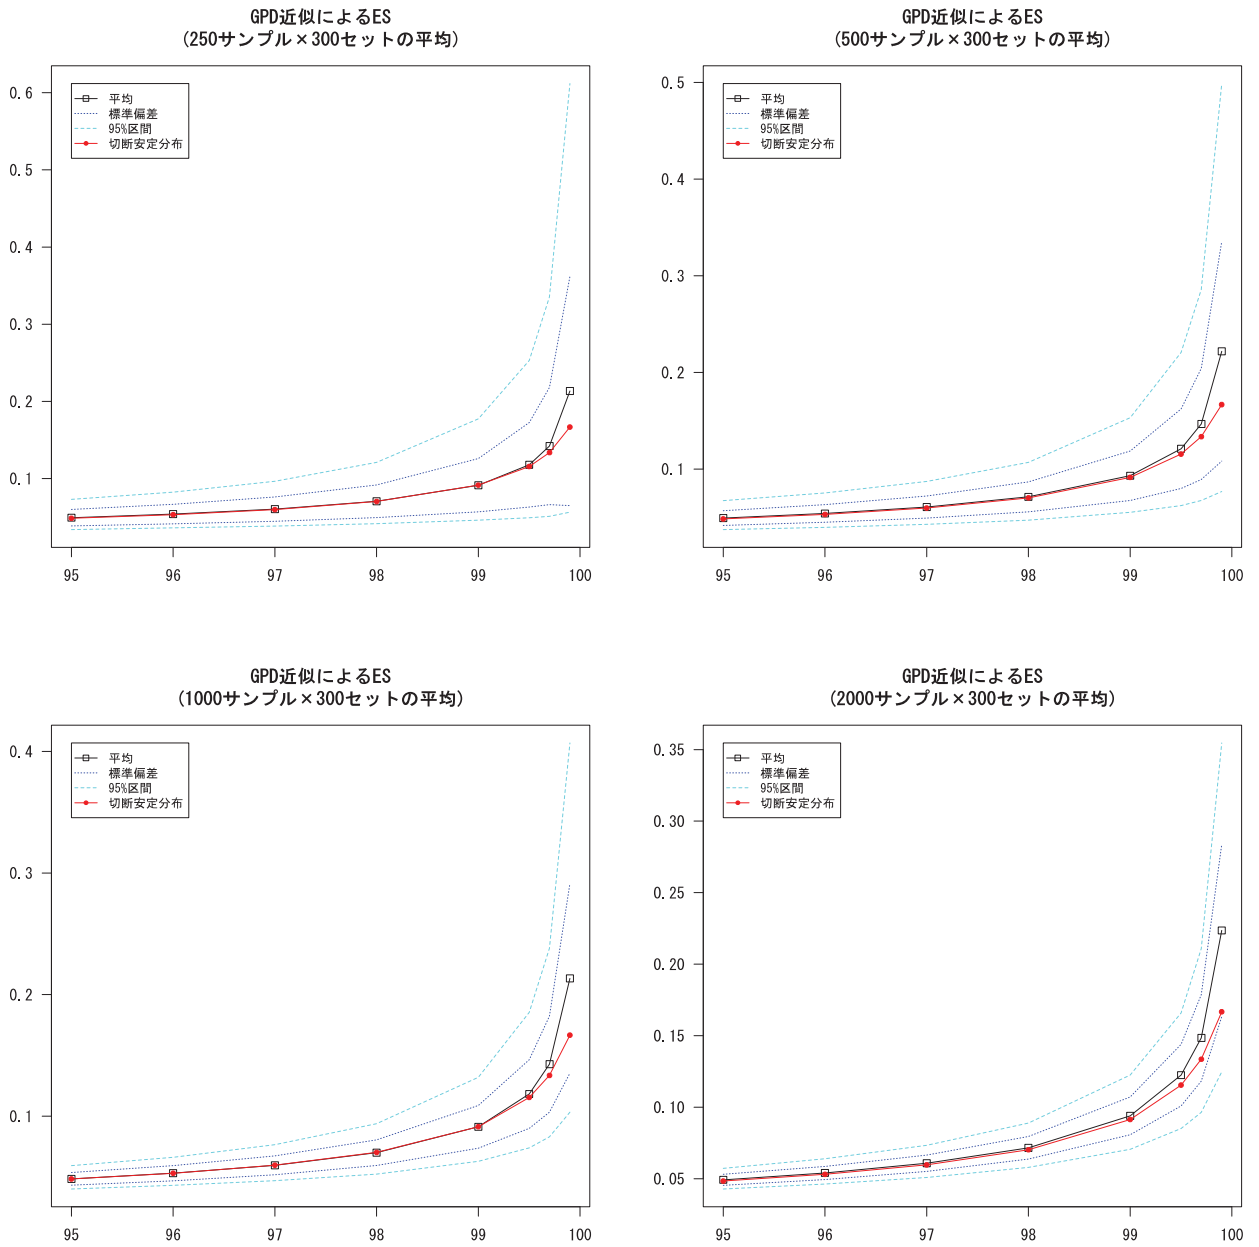 GPD近似によるES
(250サンプル×300セットの平均)
0.6
0.5
0.4
0.3
0.2
0.1
平均
標準偏差
95%区間
切断安定分布
95 96 97 98 99 100
GPD近似によるES
(500サンプル×300セットの平均)
0.5
0.4
0.3
0.2
0.1
平均
標準偏差
95%区間
切断安定分布
95 96 97 98 99 100
GPD近似によるES
(1000サンプル×300セットの平均)
0.4
0.3
0.2
0.1
平均
標準偏差
95%区間
切断安定分布
95 96 97 98 99 100
GPD近似によるES
(2000サンプル×300セットの平均)
0.35
0.30
0.25
0.20
0.15
0.10
0.05
平均
標準偏差
95%区間
切断安定分布
95 96 97 98 99 100